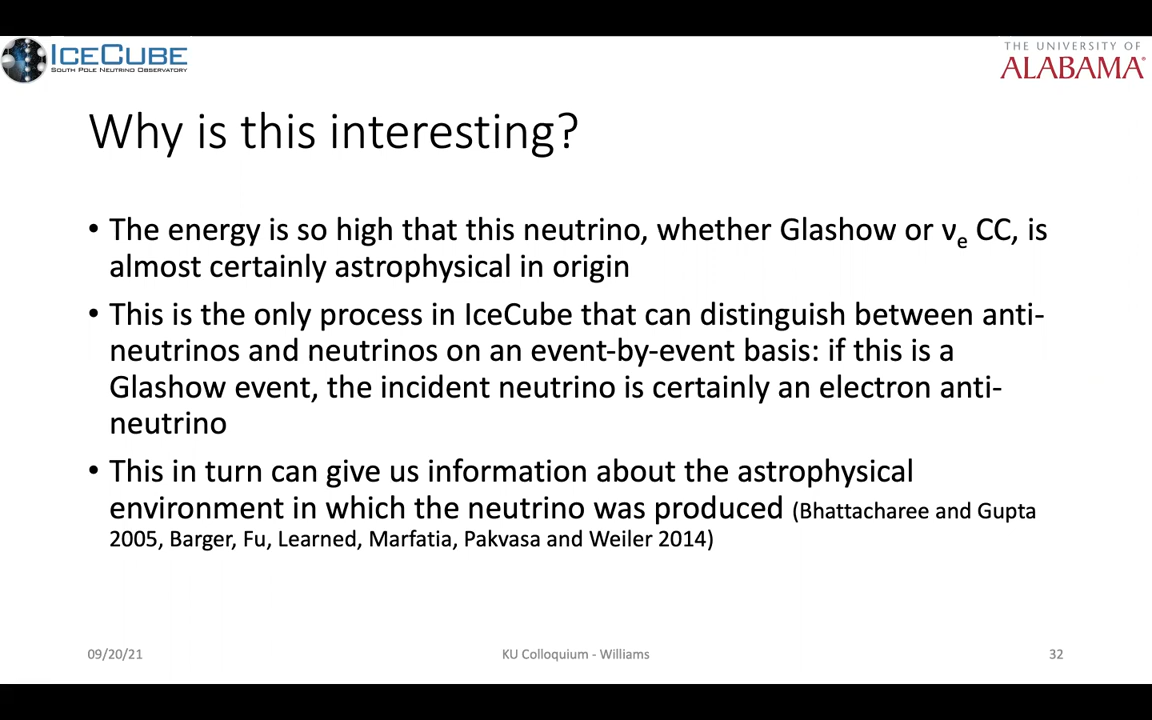 ICECUBE
SOUTH POLE NEUTRINO OBSERVATORY
THE UNIVERSITY OF
ALABAMA®
Why is this interesting?
• The energy is so high that this neutrino, whether Glashow or νe CC, is
almost certainly astrophysical in origin
• This is the only process in IceCube that can distinguish between anti-
neutrinos and neutrinos on an event-by-event basis: if this is a
Glashow event, the incident neutrino is certainly an electron anti-
neutrino
• This in turn can give us information about the astrophysical
environment in which the neutrino was produced (Bhattacharee and Gupta
2005, Barger, Fu, Learned, Marfatia, Pakvasa and Weiler 2014)
09/20/21
KU Colloquium - Williams
32